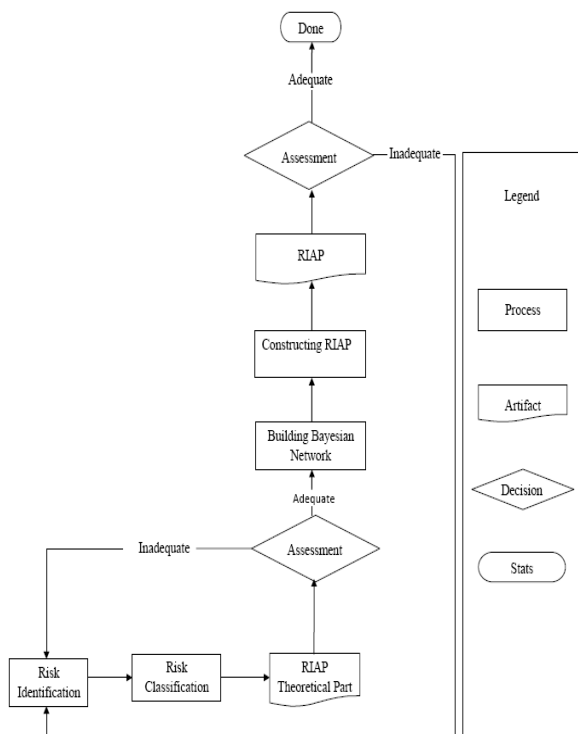 Done
Adequate
Assessment
Inadequate
RIAP
Constructing RIAP
Building Bayesian
Network
Adequate
Inadequate
Assessment
Risk
Identification
Risk
Classification
RIAP
Theoretical Part
Legend
Process
Artifact
Decision
Stats